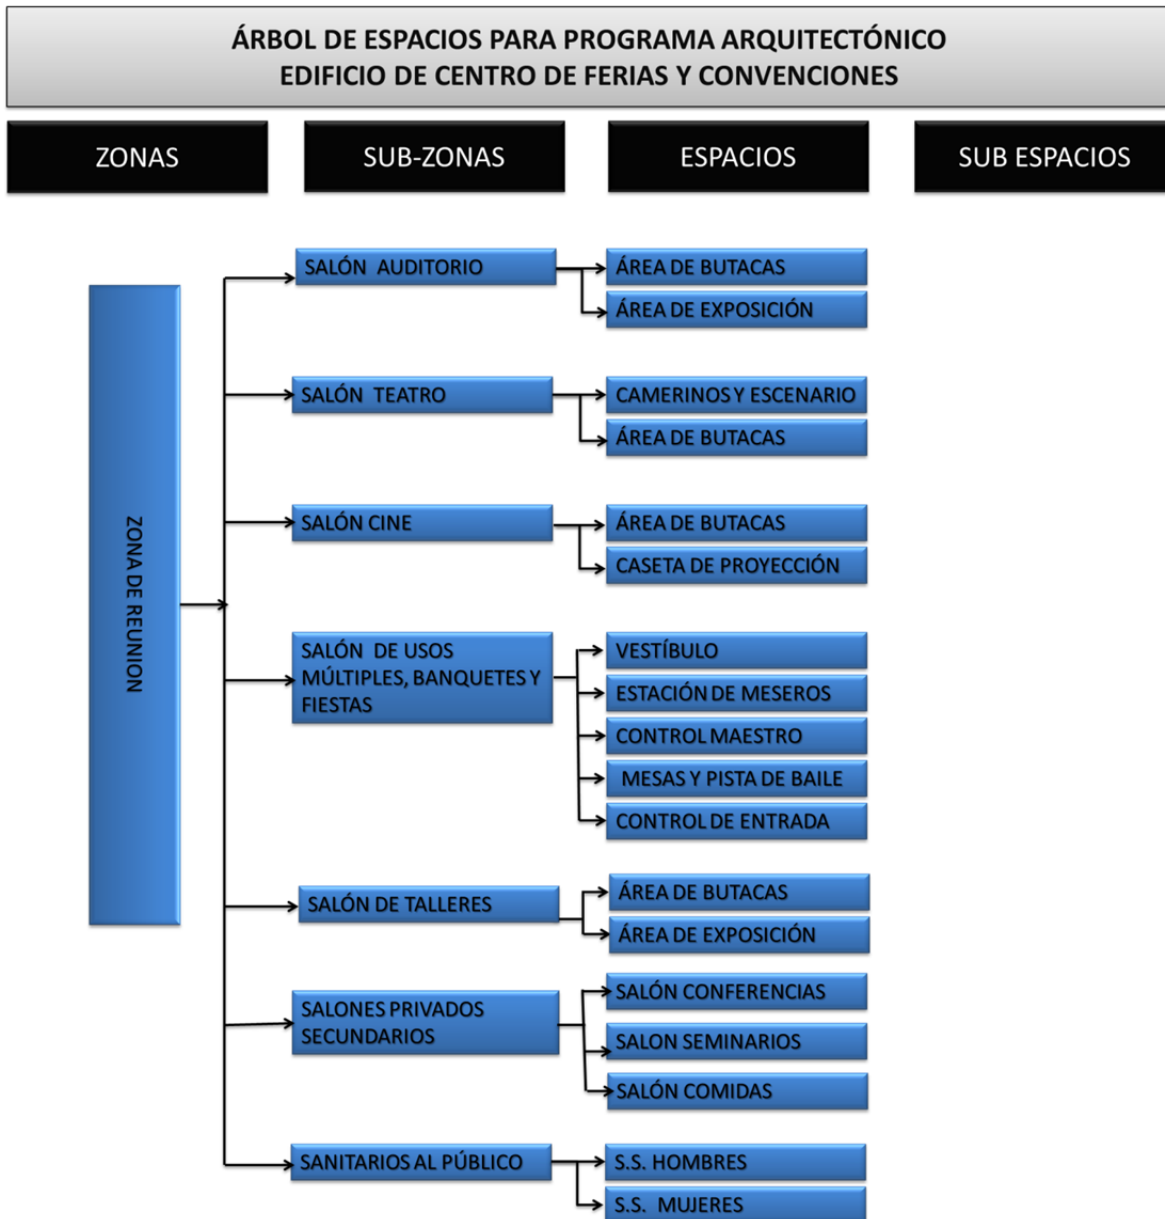 ÁRBOL DE ESPACIOS PARA PROGRAMA ARQUITECTÓNICO
EDIFICIO DE CENTRO DE FERIAS Y CONVENCIONES
ZONAS
SUB-ZONAS
ESPACIOS
SUB ESPACIOS
ZONA DE REUNION
SALÓN AUDITORIO
ÁREA DE BUTACAS
ÁREA DE EXPOSICIÓN
SALÓN TEATRO
CAMERINOS Y ESCENARIO
ÁREA DE BUTACAS
SALÓN CINE
ÁREA DE BUTACAS
CASETA DE PROYECCIÓN
SALÓN DE USOS
MÚLTIPLES, BANQUETES Y
FIESTAS
VESTÍBULO
ESTACIÓN DE MESEROS
CONTROL MAESTRO
MESAS Y PISTA DE BAILE
CONTROL DE ENTRADA
SALÓN DE TALLERES
ÁREA DE BUTACAS
ÁREA DE EXPOSICIÓN
SALONES PRIVADOS
SECUNDARIOS
SALÓN CONFERENCIAS
SALON SEMINARIOS
SALÓN COMIDAS
SANITARIOS AL PÚBLICO
S.S. HOMBRES
S.S. MUJERES